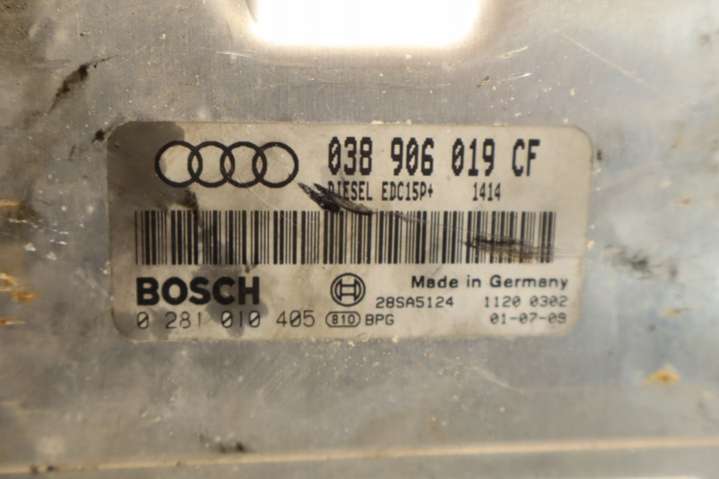 038 906 019 CF
DIESEL EDC15P+ 1414
BOSCH
Made in Germany
28SA5124 1120 0302
0 281 010 405 810 BPG 01-07-09